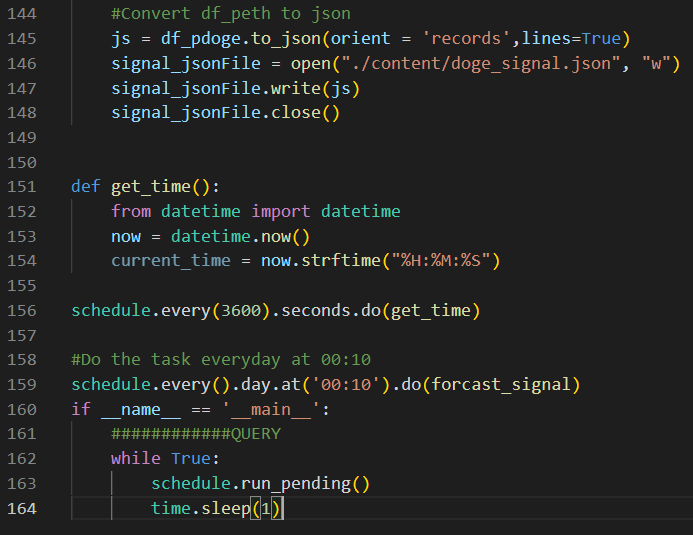 144 #Convert df_peth to json
145 js = df_pdoge.to_json(orient = 'records',lines=True)
146 signal_jsonFile = open("./content/doge_signal.json", "w")
147 signal_jsonFile.write(js)
148 signal_jsonFile.close()
149
150
151 def get_time():
152 from datetime import datetime
153 now = datetime.now()
154 current_time = now.strftime("%H:%M:%S")
155
156 schedule.every(3600).seconds.do(get_time)
157
158 #Do the task everyday at 00:10
159 schedule.every().day.at('00:10').do(forcast_signal)
160 if __name__ == '__main__':
161 ############QUERY
162 while True:
163 schedule.run_pending()
164 time.sleep(1)